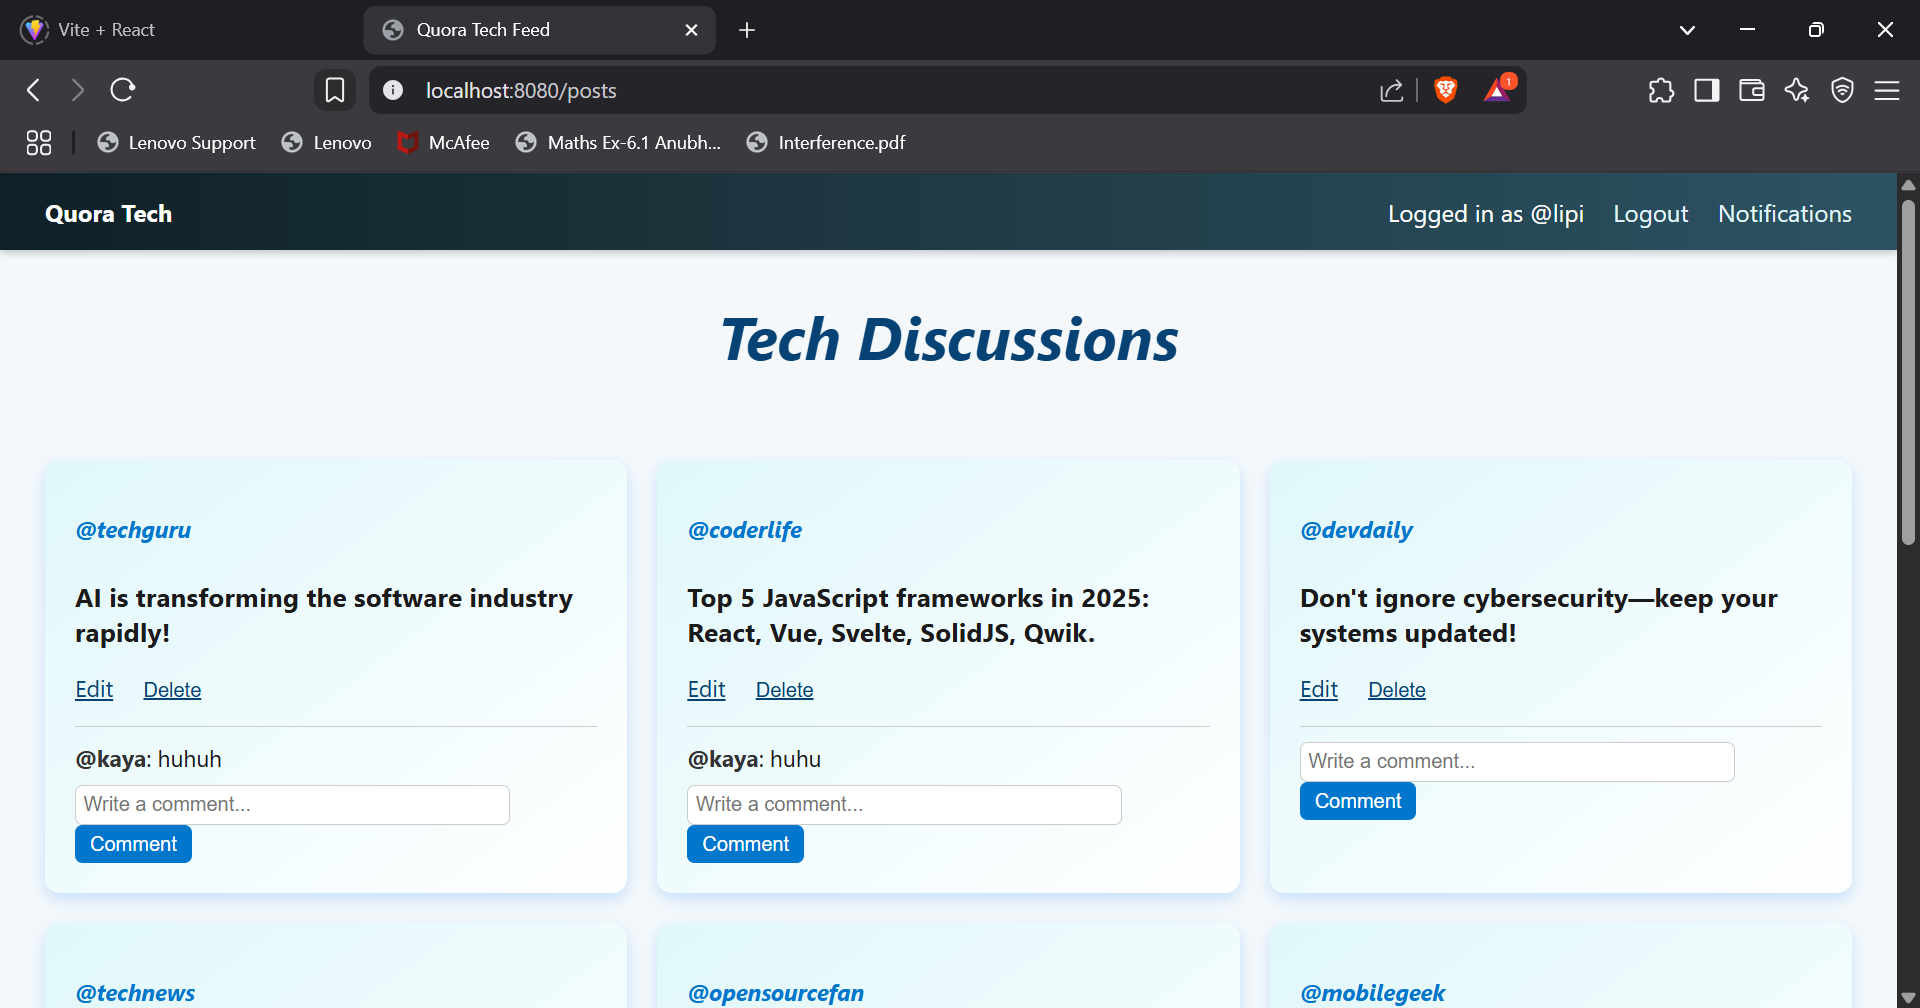 Vite + React
Quora Tech Feed
localhost:8080/posts
1
Lenovo Support
Lenovo
McAfee
Maths Ex-6.1 Anubh...
Interference.pdf
Quora Tech
Logged in as @lipi
Logout
Notifications
Tech Discussions
@techguru
AI is transforming the software industry
rapidly!
Edit
Delete
@kaya: huhuh
Write a comment...
Comment
@coderlife
Top 5 JavaScript frameworks in 2025:
React, Vue, Svelte, SolidJS, Qwik.
Edit
Delete
@kaya: huhu
Write a comment...
Comment
@devdaily
Don't ignore cybersecurity—keep your
systems updated!
Edit
Delete
Write a comment...
Comment
@technews
@opensourcefan
@mobilegeek